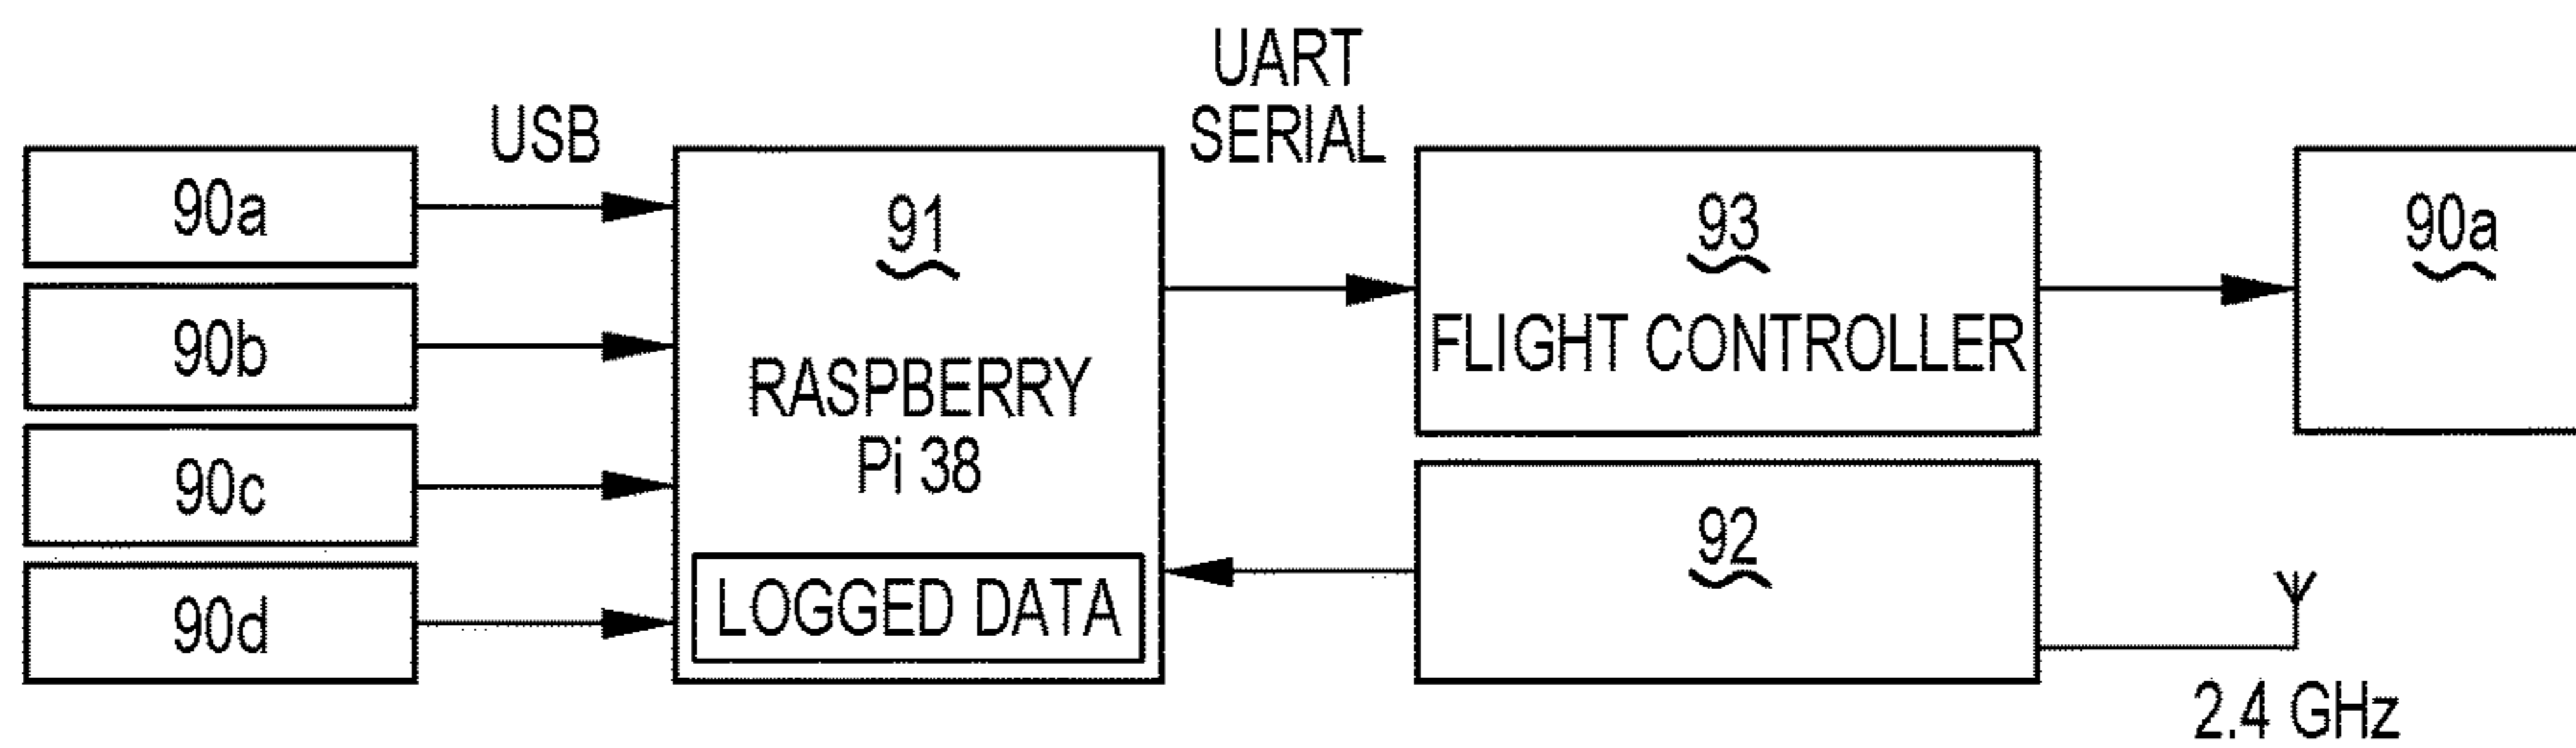 UART
USB
SERIAL
90a
90b
90c
90d
91
RASPBERRY
Pi 38
LOGGED DATA
93
FLIGHT CONTROLLER
92
90a
2.4 GHz